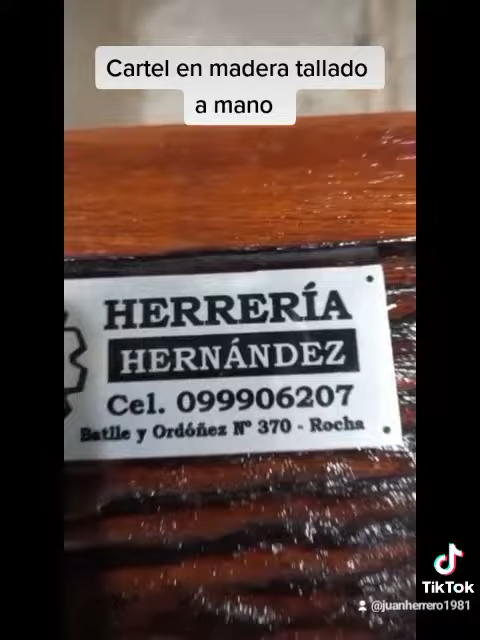 Cartel en madera tallado
a mano
HERRERÍA
HERNÁNDEZ
Cel. 099906207
Batlle y Ordóñez Nº 370 - Rocha
TikTok
@juanherrero1981